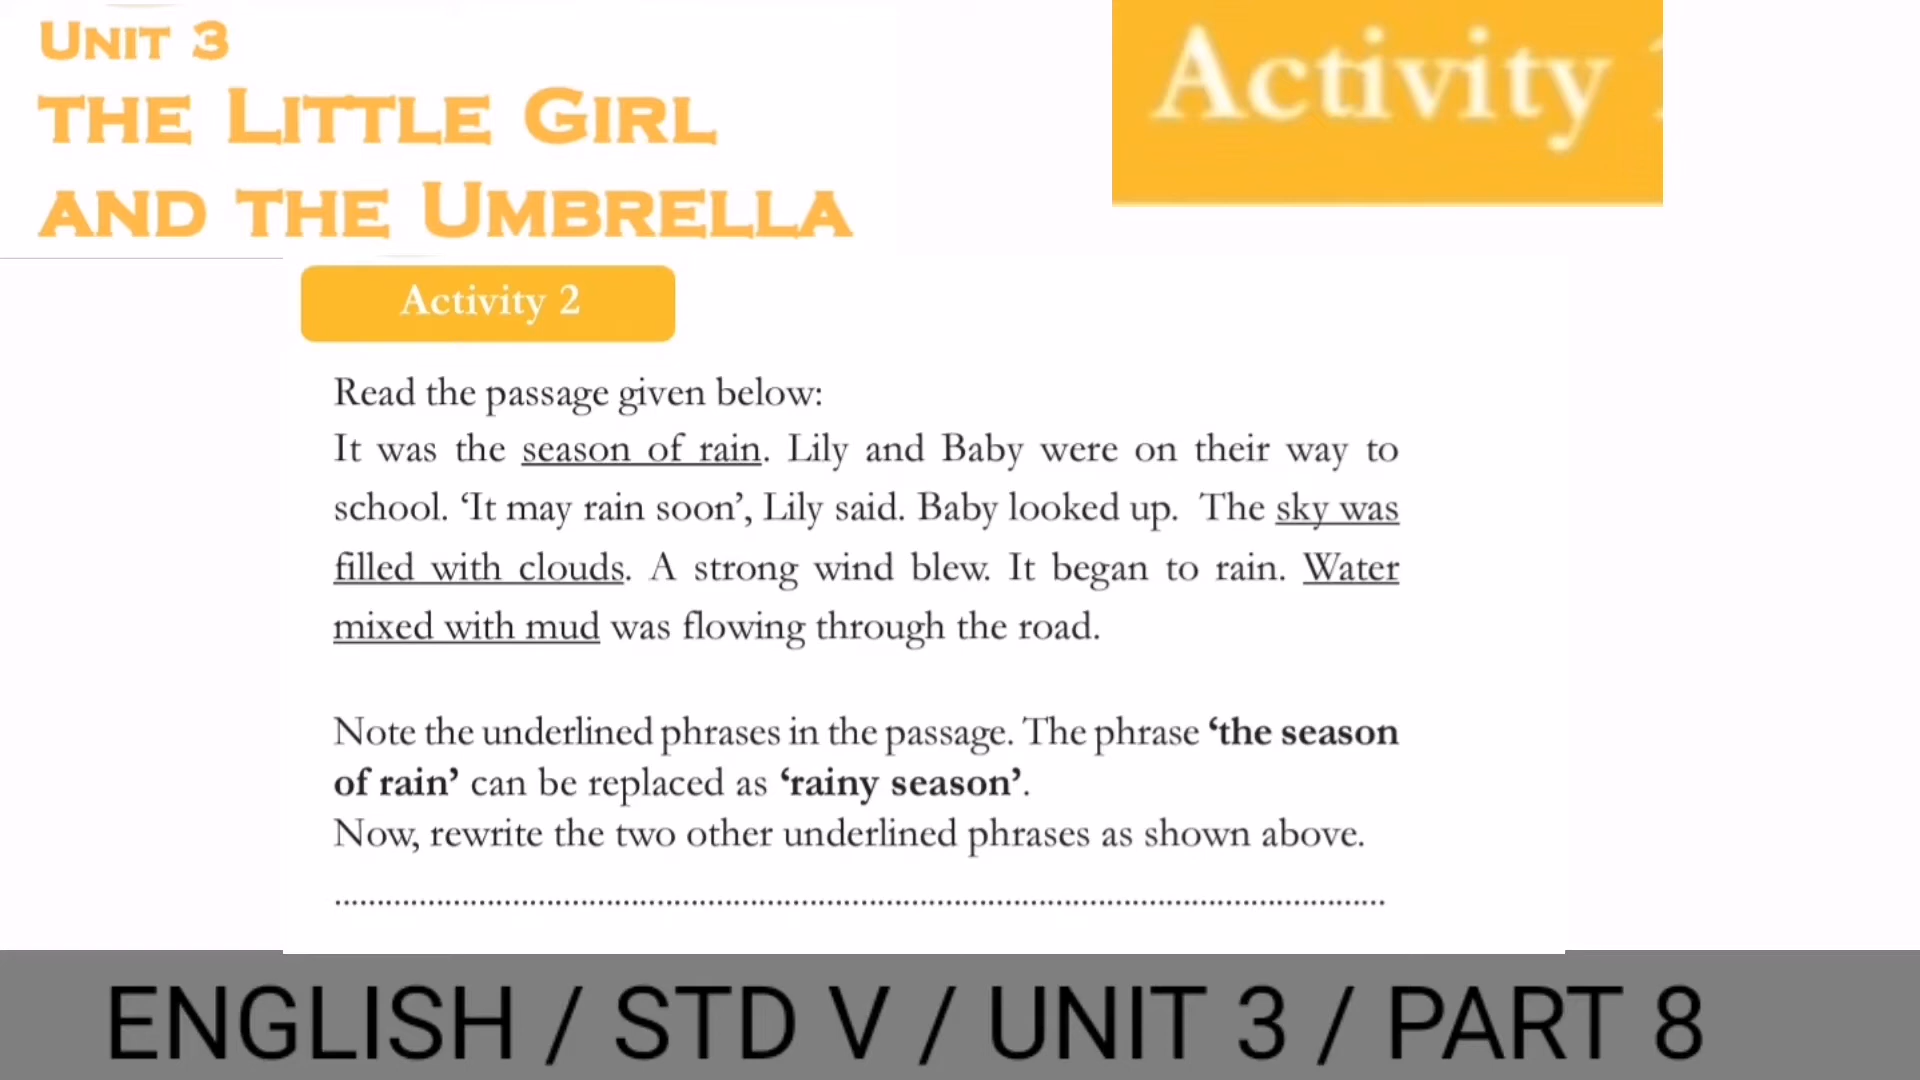 UNIT 3
THE LITTLE GIRL
AND THE UMBRELLA
Activity
Activity 2
Read the passage given below:
It was the season of rain. Lily and Baby were on their way to
school. ‘It may rain soon’, Lily said. Baby looked up. The sky was
filled with clouds. A strong wind blew. It began to rain. Water
mixed with mud was flowing through the road.
Note the underlined phrases in the passage. The phrase ‘the season
of rain’ can be replaced as ‘rainy season’.
Now, rewrite the two other underlined phrases as shown above.
ENGLISH / STD V / UNIT 3 / PART 8